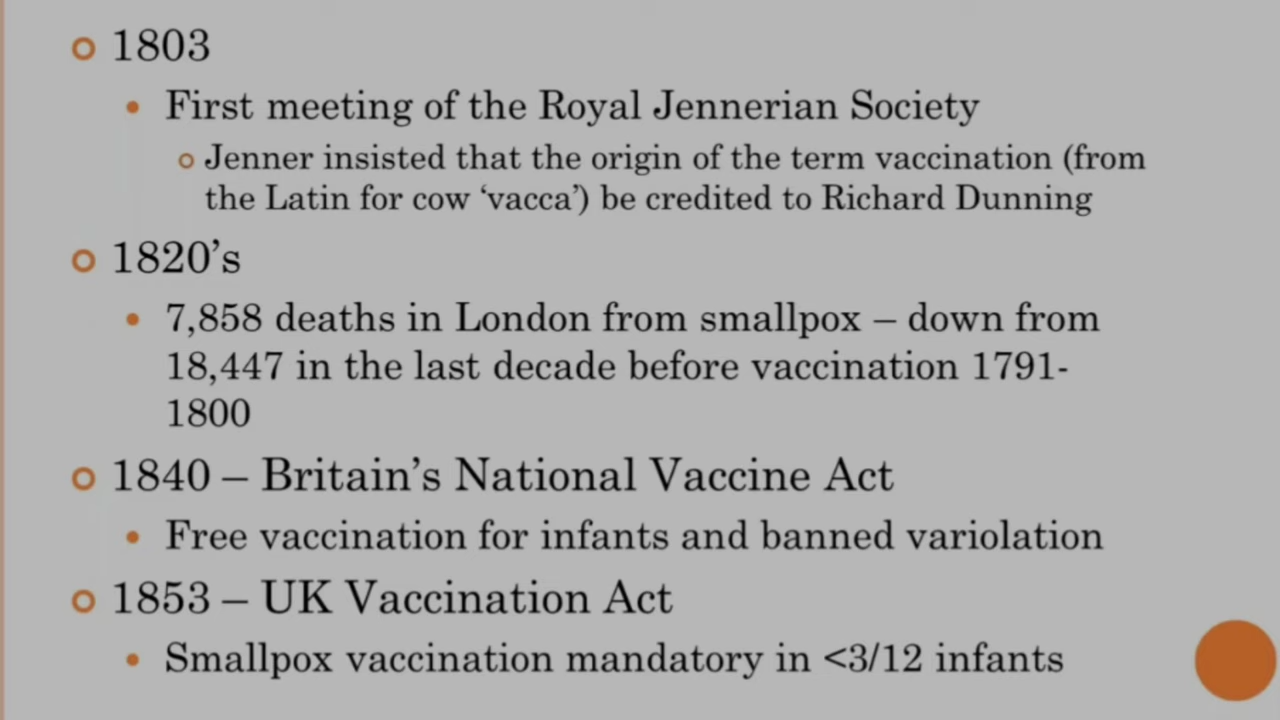 1803
First meeting of the Royal Jennerian Society
Jenner insisted that the origin of the term vaccination (from
the Latin for cow ‘vacca’) be credited to Richard Dunning
1820’s
7,858 deaths in London from smallpox – down from
18,447 in the last decade before vaccination 1791-
1800
1840 – Britain’s National Vaccine Act
Free vaccination for infants and banned variolation
1853 – UK Vaccination Act
Smallpox vaccination mandatory in <3/12 infants